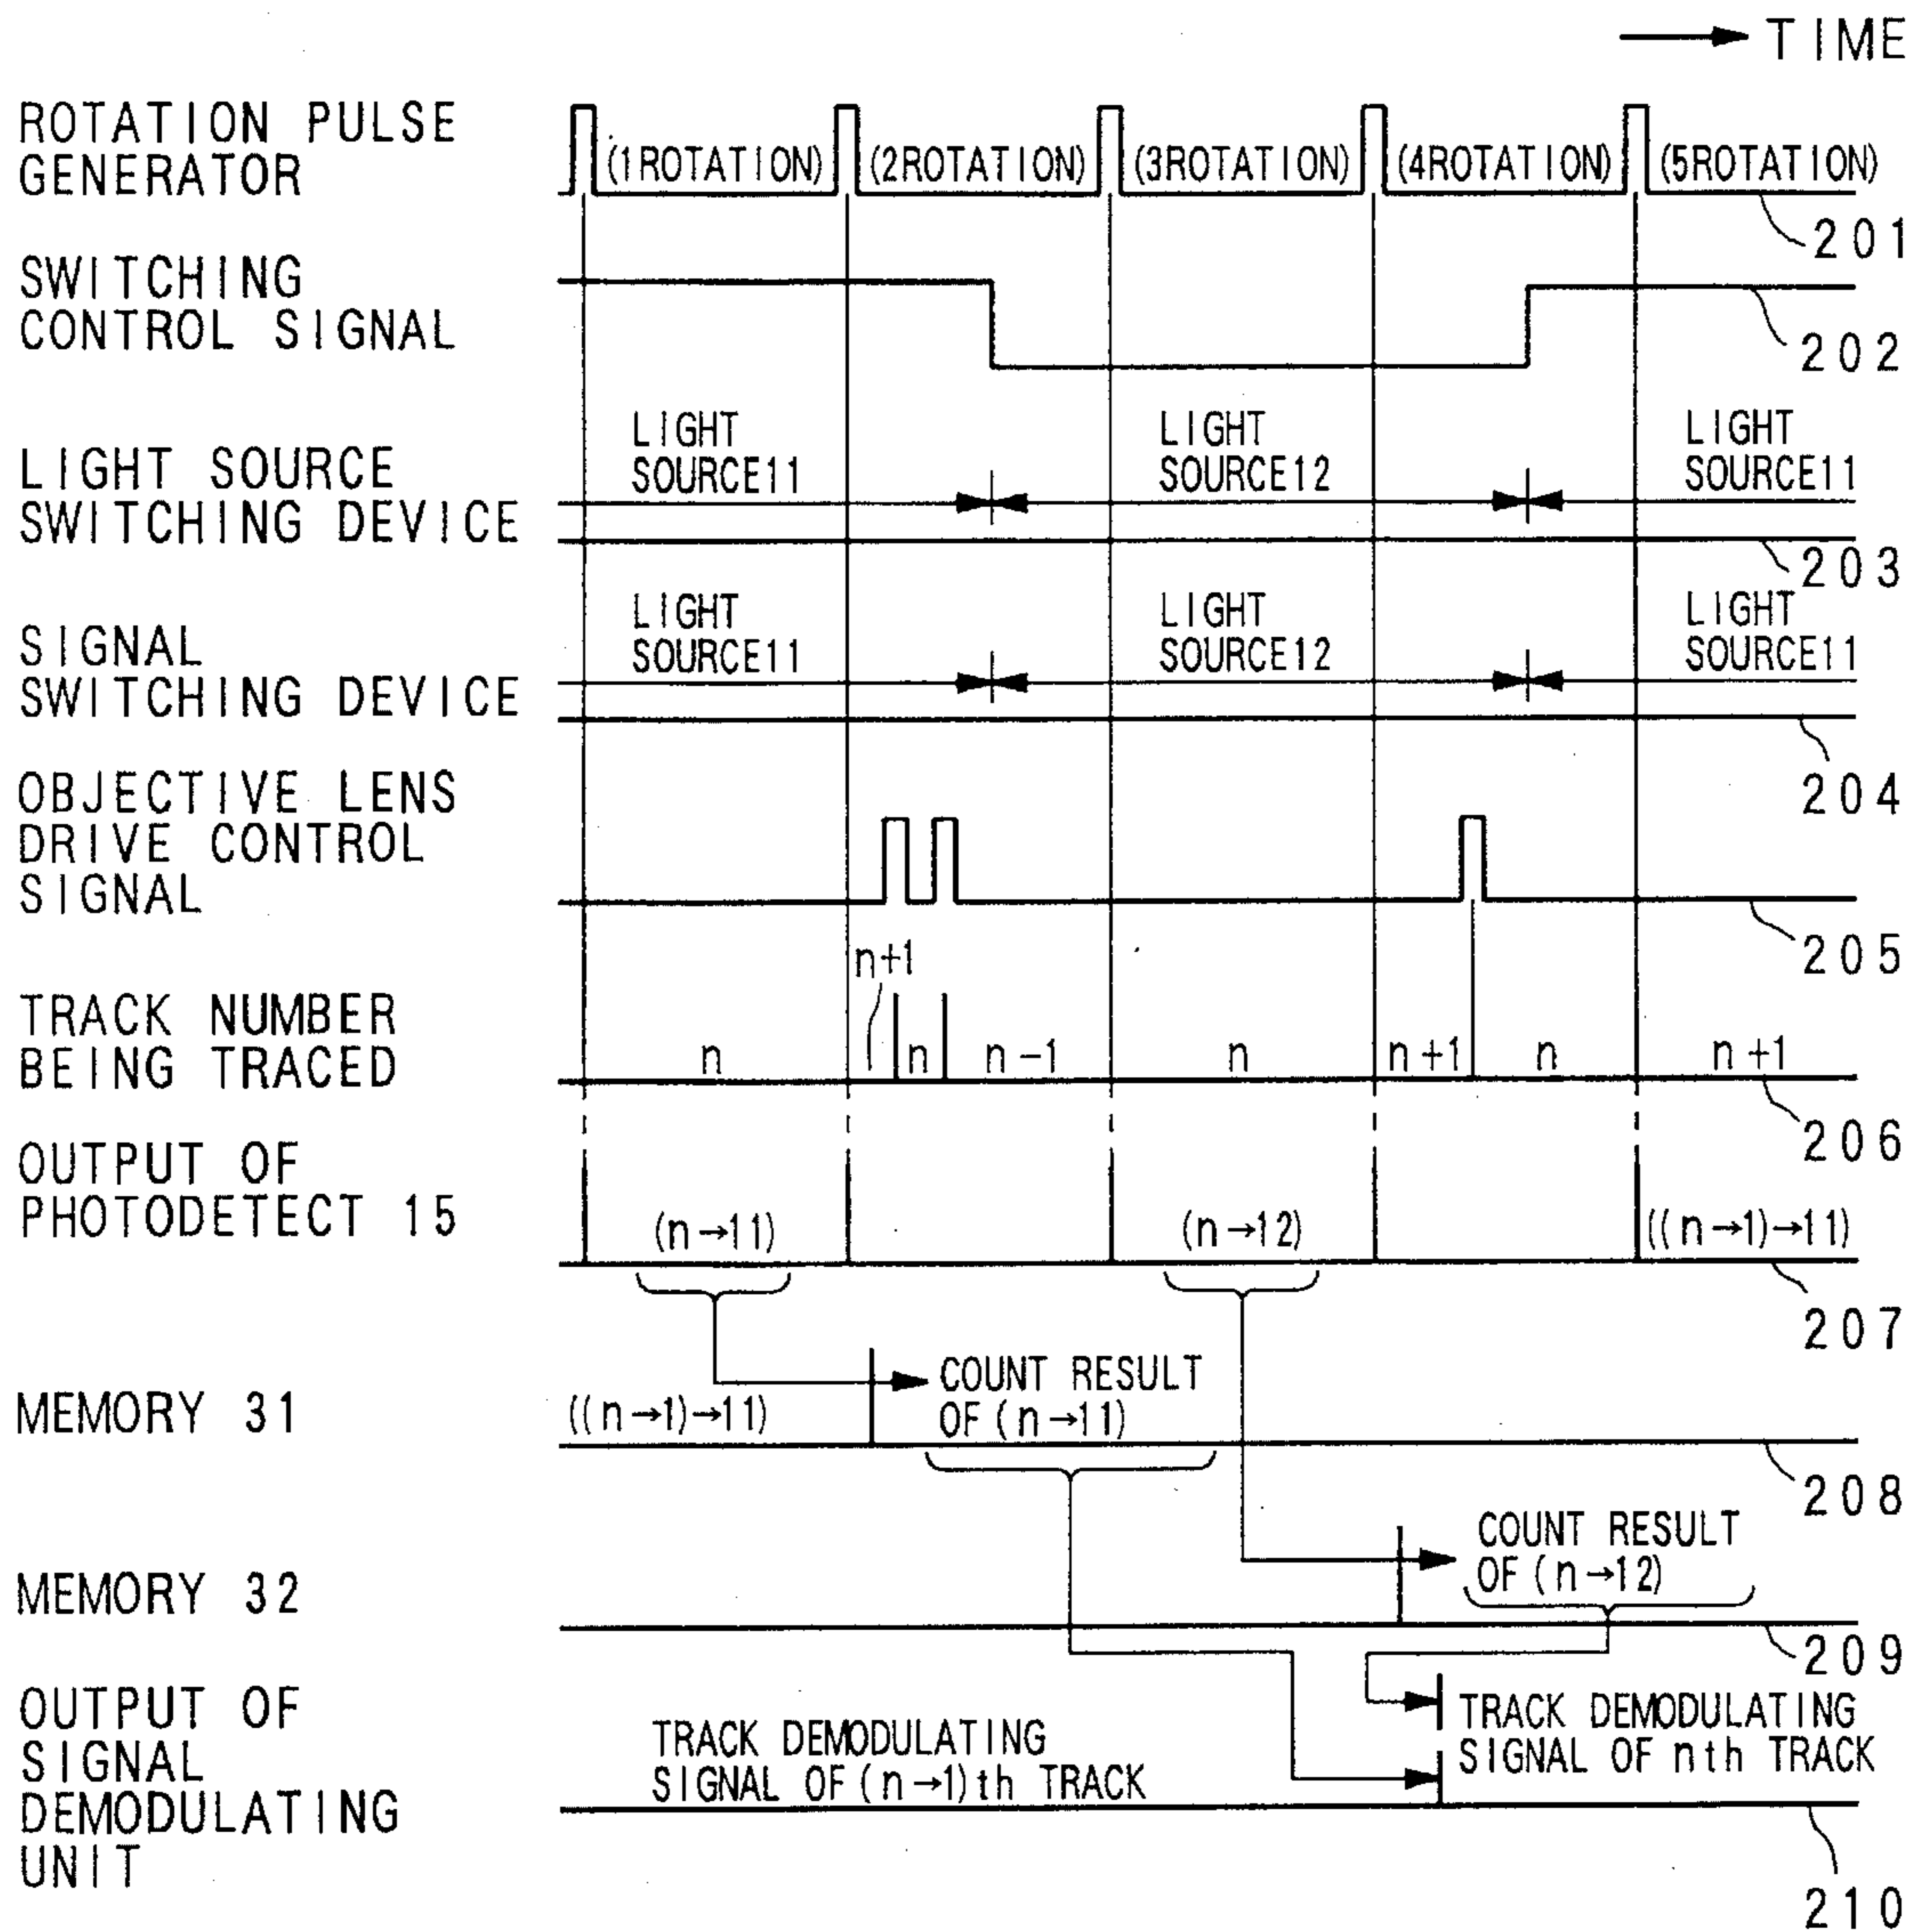 TIME
ROTATION PULSE
GENERATOR
(1ROTATION) (2ROTATION) (3ROTATION) (4ROTATION) (5ROTATION)
201
SWITCHING
CONTROL SIGNAL
202
LIGHT SOURCE
SWITCHING DEVICE
LIGHT
SOURCE11
LIGHT
SOURCE12
LIGHT
SOURCE11
203
SIGNAL
SWITCHING DEVICE
LIGHT
SOURCE11
LIGHT
SOURCE12
LIGHT
SOURCE11
204
OBJECTIVE LENS
DRIVE CONTROL
SIGNAL
205
TRACK NUMBER
BEING TRACED
n+1
n n n-1 n n+1 n n+1
206
OUTPUT OF
PHOTODETECT 15
(n→11) (n→12) ((n→1)→11)
207
MEMORY 31
((n→1)→11)
COUNT RESULT
OF (n→11)
208
MEMORY 32
COUNT RESULT
OF (n→12)
209
OUTPUT OF
SIGNAL
DEMODULATING
UNIT
TRACK DEMODULATING
SIGNAL OF (n→1)th TRACK
TRACK DEMODULATING
SIGNAL OF nth TRACK
210